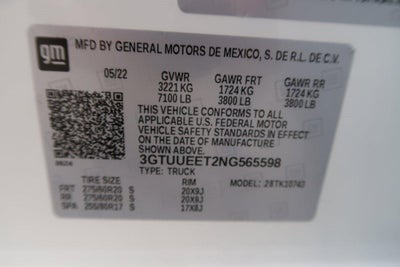 gm
MFD BY GENERAL MOTORS DE MEXICO, S. DE R.L. DE C.V.
05/22 GVWR GAWR FRT GAWR RR
3221 KG 1724 KG 1724 KG
7100 LB 3800 LB 3800 LB
THIS VEHICLE CONFORMS TO ALL
APPLICABLE U.S. FEDERAL MOTOR
VEHICLE SAFETY AND THEFT PREVENTION
STANDARDS IN EFFECT ON THE DATE OF
MANUFACTURE SHOWN ABOVE.
3GTUUEET2NG565598
TYPE: TRUCK MODEL:
TIRE SIZE RIM
FRT 275/60R20 S 20X9J
RR 275/60R20 S 20X9J
SPA 255/80R17 S 17X8J